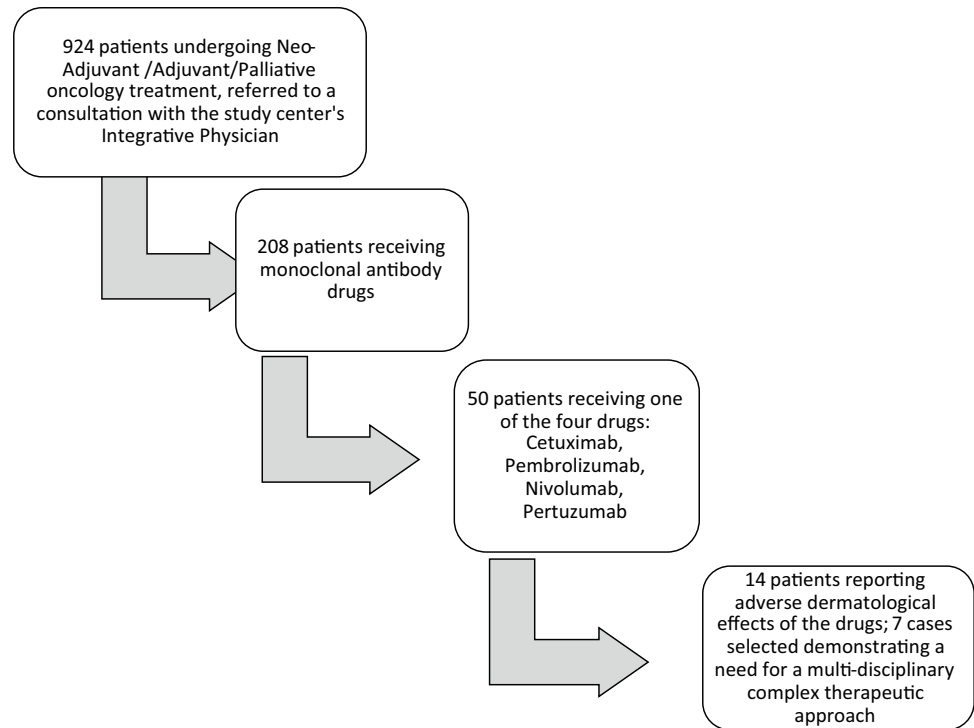 924 patients undergoing Neo-
Adjuvant /Adjuvant/Palliative
oncology treatment, referred to a
consultation with the study center's
Integrative Physician
208 patients receiving
monoclonal antibody
drugs
50 patients receiving one
of the four drugs:
Cetuximab,
Pembrolizumab,
Nivolumab,
Pertuzumab
14 patients reporting
adverse dermatological
effects of the drugs; 7 cases
selected demonstrating a
need for a multi-disciplinary
complex therapeutic
approach